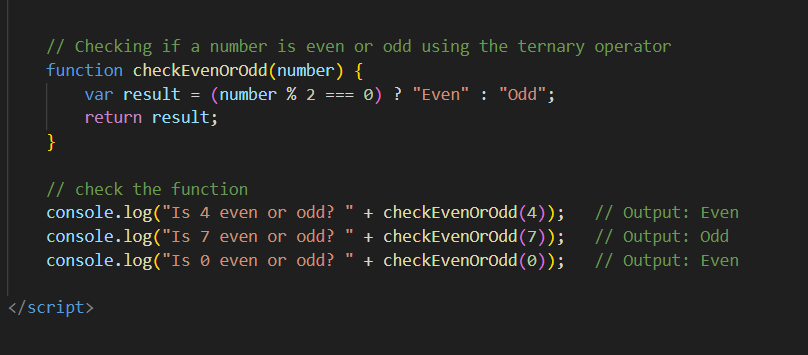 // Checking if a number is even or odd using the ternary operator
function checkEvenOrOdd(number) {
    var result = (number % 2 === 0) ? "Even" : "Odd";
    return result;
}
// check the function
console.log("Is 4 even or odd? " + checkEvenOrOdd(4));   // Output: Even
console.log("Is 7 even or odd? " + checkEvenOrOdd(7));   // Output: Odd
console.log("Is 0 even or odd? " + checkEvenOrOdd(0));   // Output: Even
</script>